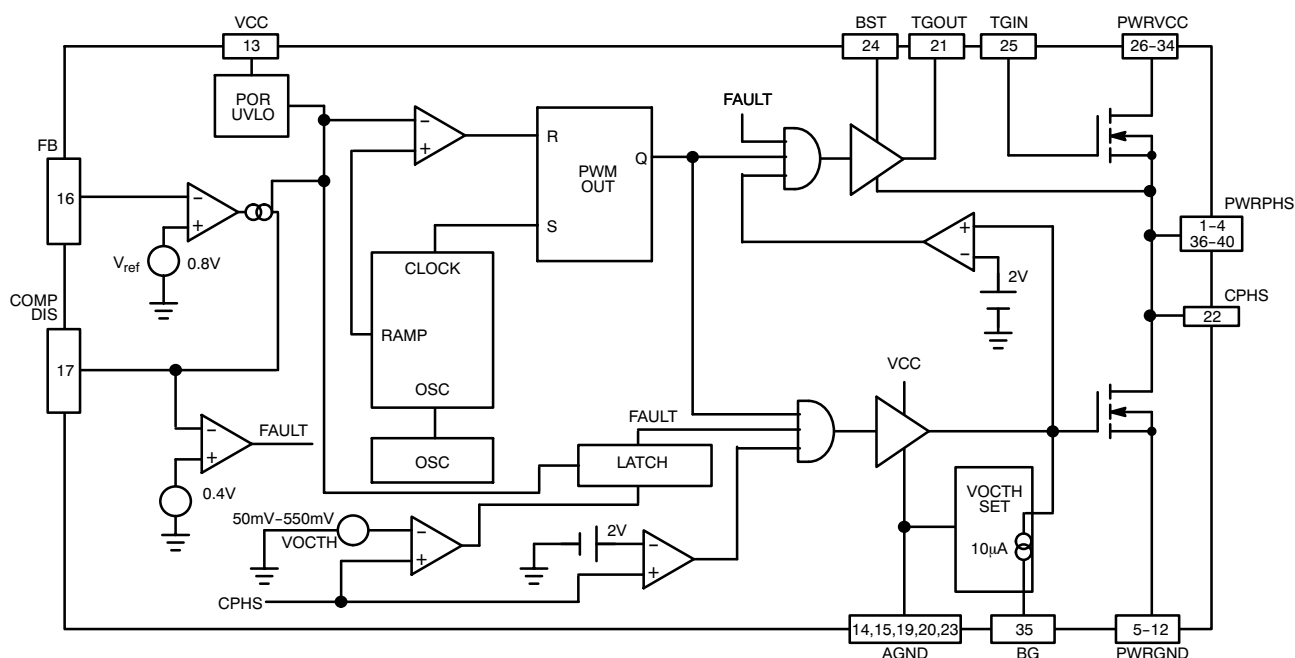 VCC
BST
TGOUT
TGIN
PWRVCC
13
24
21
25
26–34
POR
UVLO
FAULT
FB
–
+
R
Q
PWM
OUT
16
–
+
S
PWRPHS
1–4
36–40
Vref
0.8V
CLOCK
+
–
2V
COMP
DIS
CPHS
22
RAMP
17
VCC
OSC
FAULT
–
+
FAULT
OSC
LATCH
0.4V
VOCTH
SET
50mV–550mV
VOCTH
–
+
2V
–
+
10µA
CPHS
14,15,19,20,23
35
5–12
AGND
BG
PWRGND